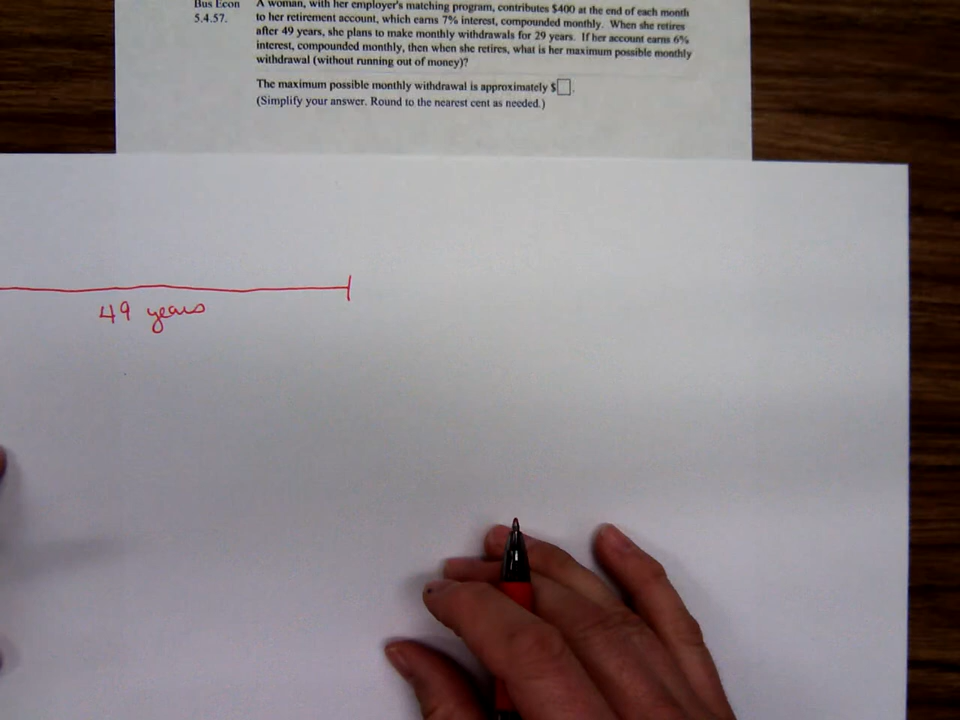 Bus Econ
5.4.57.
A woman, with her employer's matching program, contributes $400 at the end of each month
to her retirement account, which earns 7% interest, compounded monthly. When she retires
after 49 years, she plans to make monthly withdrawals for 29 years. If her account earns 6%
interest, compounded monthly, then when she retires, what is her maximum possible monthly
withdrawal (without running out of money)?
The maximum possible monthly withdrawal is approximately $ .
(Simplify your answer. Round to the nearest cent as needed.)
49 years